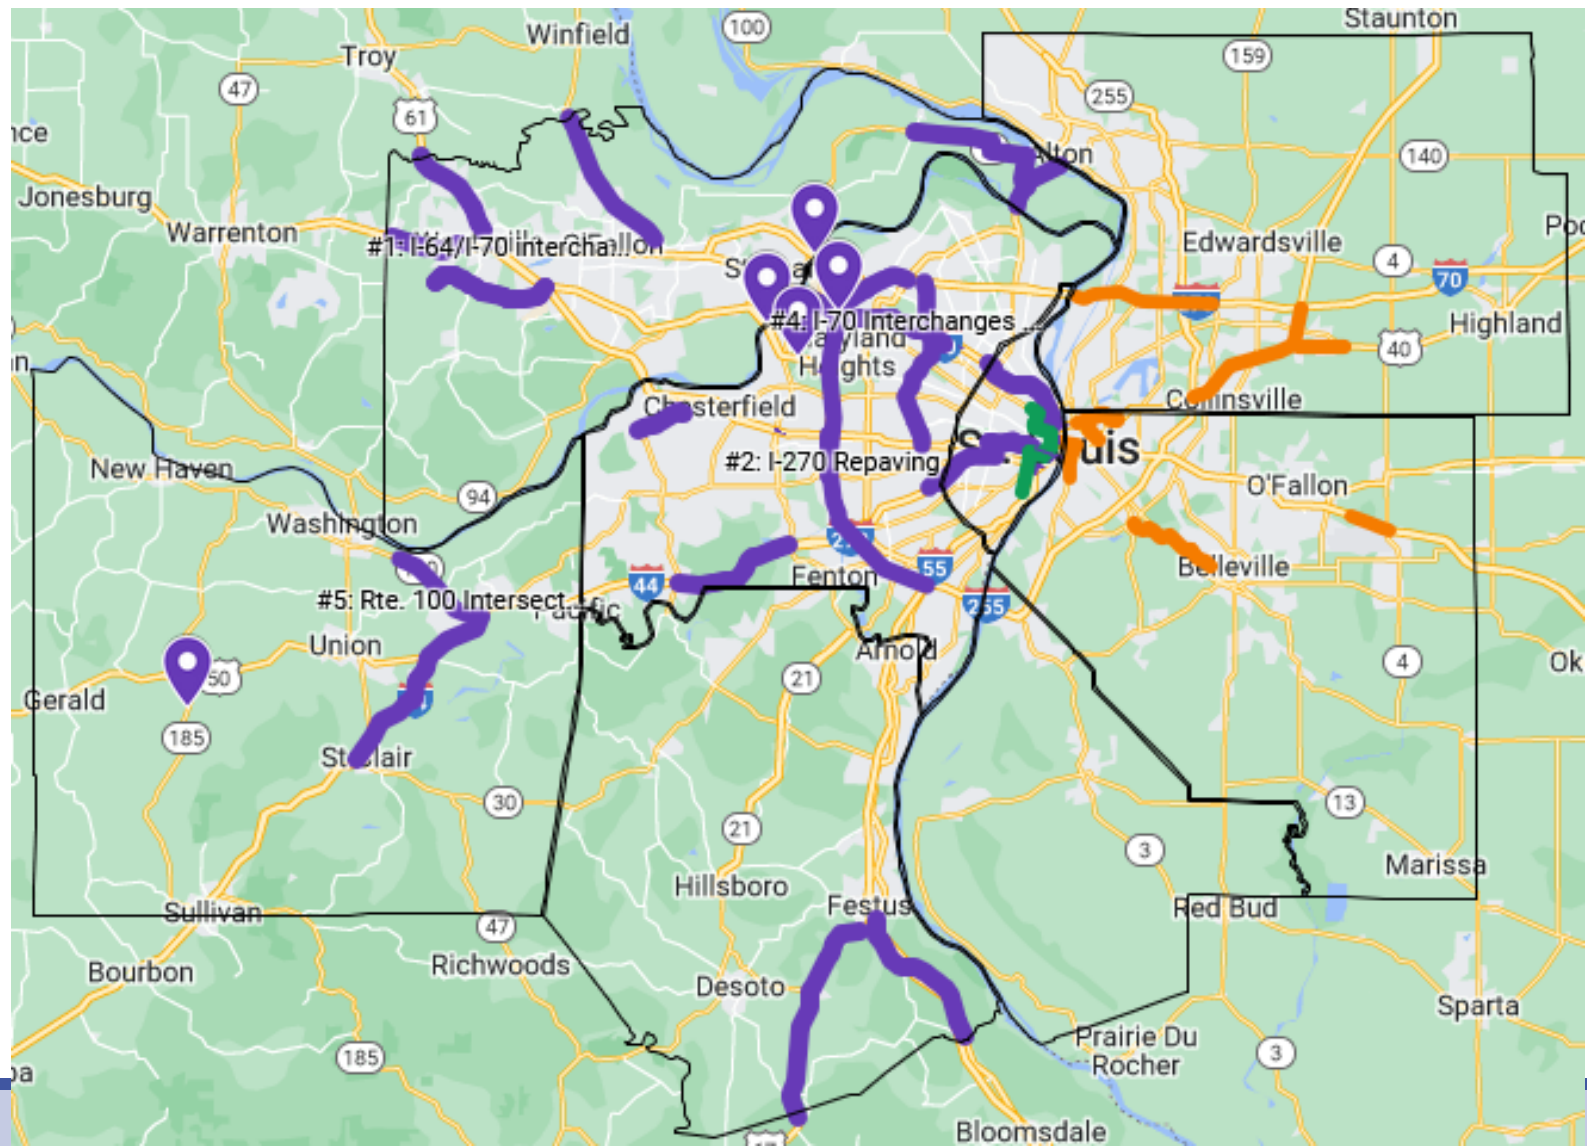 Staunton
Winfield
100
Troy
159
47
255
61
140
Alton
Jonesburg
Warrenton
Edwardsville
#1: I-64/I-70 intercha...
4
70
Highland
#4: I-70 Interchanges ...
40
Maryland
Heights
Chesterfield
Collinsville
#2: I-270 Repaving
New Haven
94
O'Fallon
Washington
Belleville
44
Fenton
55
255
#5: Rte. 100 Intersect...
Pacific
Union
Arnold
50
21
4
Gerald
185
St Clair
30
13
21
3
Marissa
Hillsboro
Festus
Sullivan
Red Bud
47
Bourbon
Richwoods
Desoto
Sparta
Prairie Du
Rocher
3
185
Bloomsdale